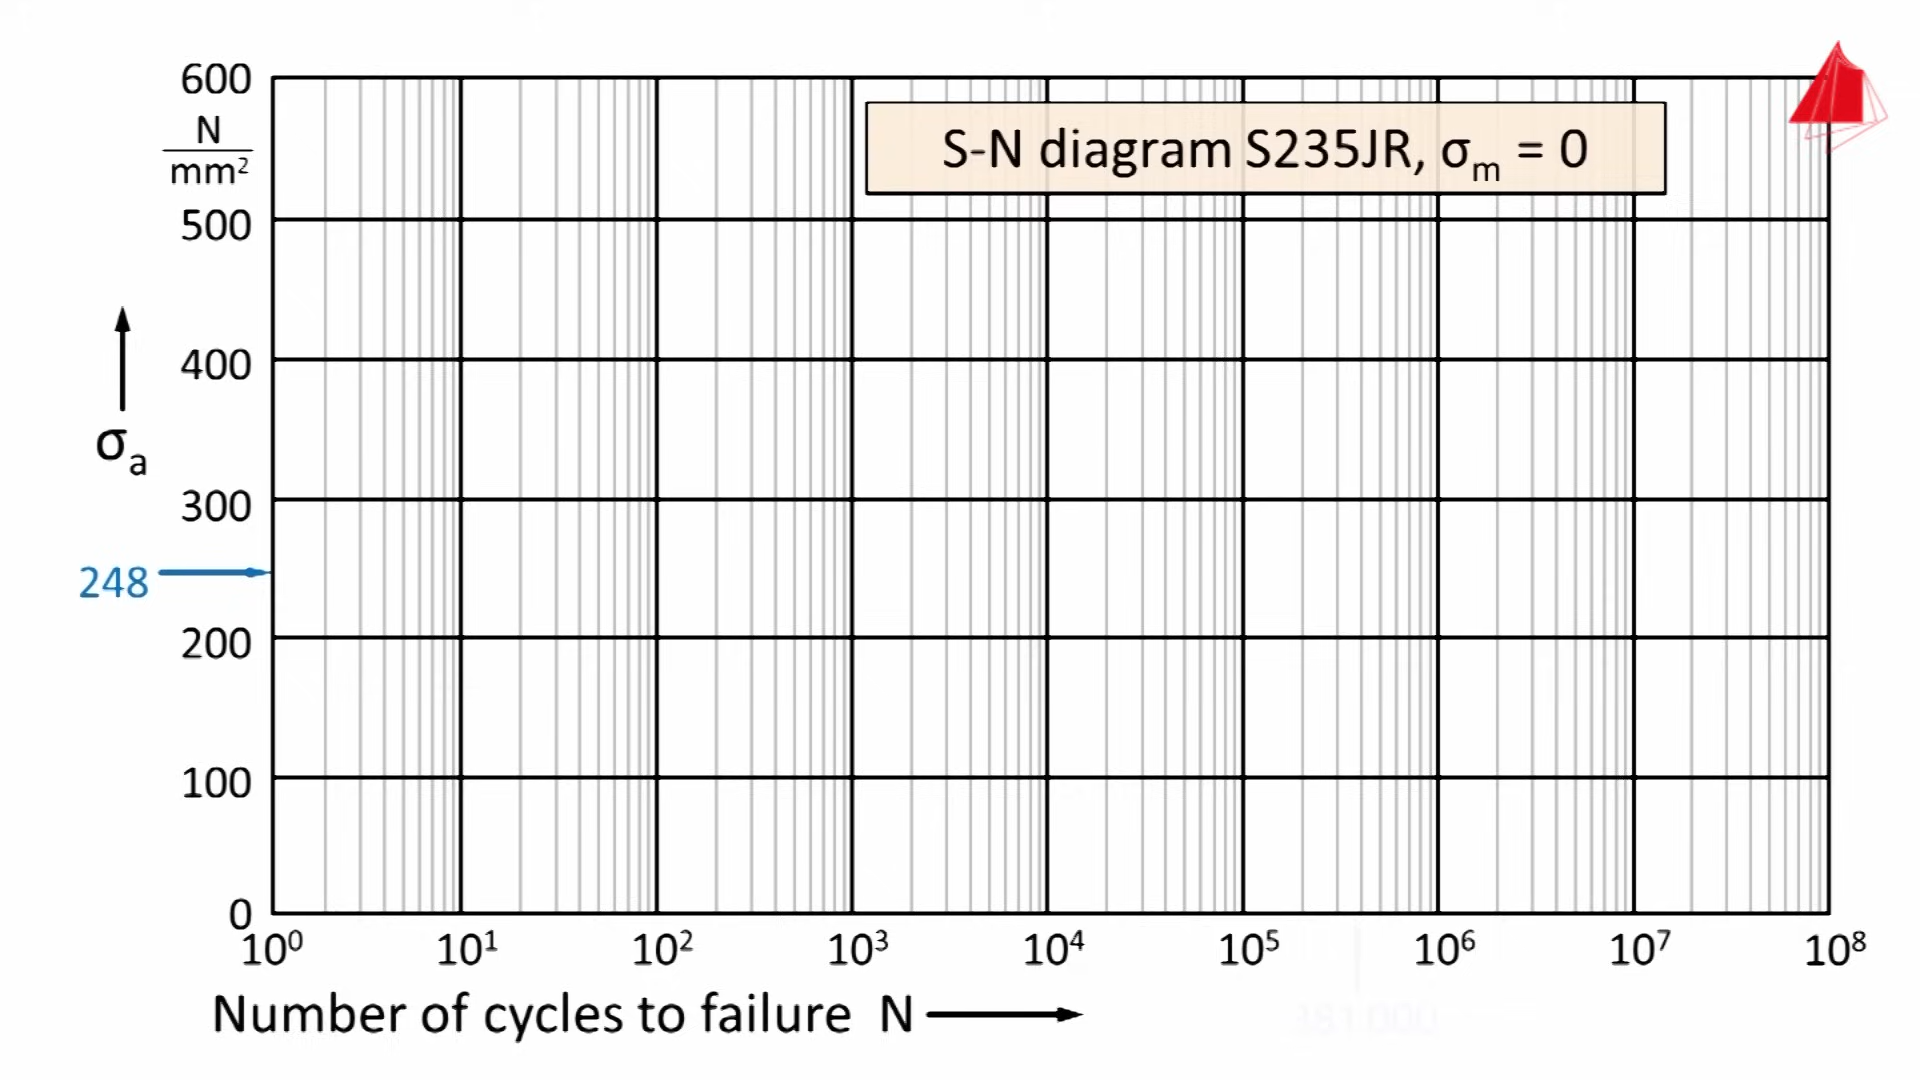 S-N diagram S235JR, σₘ = 0
600
N
mm²
500
400
σₐ
300
248
200
100
0
10⁰ 10¹ 10² 10³ 10⁴ 10⁵ 10⁶ 10⁷ 10⁸
Number of cycles to failure N